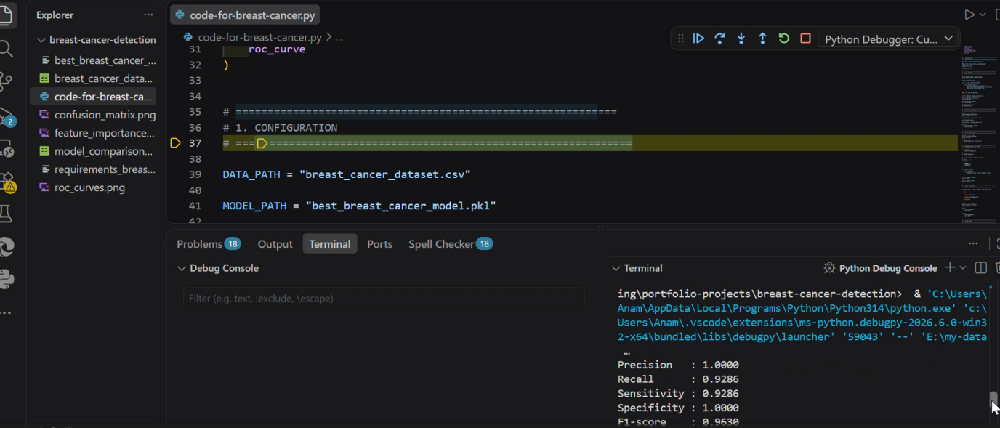 Explorer
breast-cancer-detection
best_breast_cancer_...
breast_cancer_data...
code-for-breast-ca...
confusion_matrix.png
feature_importance...
model_comparison...
requirements_breas...
roc_curves.png
2
code-for-breast-cancer.py
code-for-breast-cancer.py > ...
Python Debugger: Cu...
31 roc_curve
32 )
33
34
35 # ============================================================
36 # 1. CONFIGURATION
37 # ============================================================
38
39 DATA_PATH = "breast_cancer_dataset.csv"
40
41 MODEL_PATH = "best_breast_cancer_model.pkl"
42
Problems 18 Output Terminal Ports Spell Checker 18
Debug Console
Filter (e.g. text, !exclude, \escape)
Terminal
Python Debug Console
ing\portfolio-projects\breast-cancer-detection> & 'C:\Users\
Anam\AppData\Local\Programs\Python\Python314\python.exe' 'c:\
Users\Anam\.vscode\extensions\ms-python.debugpy-2026.6.0-win3
2-x64\bundled\libs\debugpy\launcher' '59043' '--' 'E:\my-data
…
Precision : 1.0000
Recall : 0.9286
Sensitivity : 0.9286
Specificity : 1.0000
F1-score : 0.9630